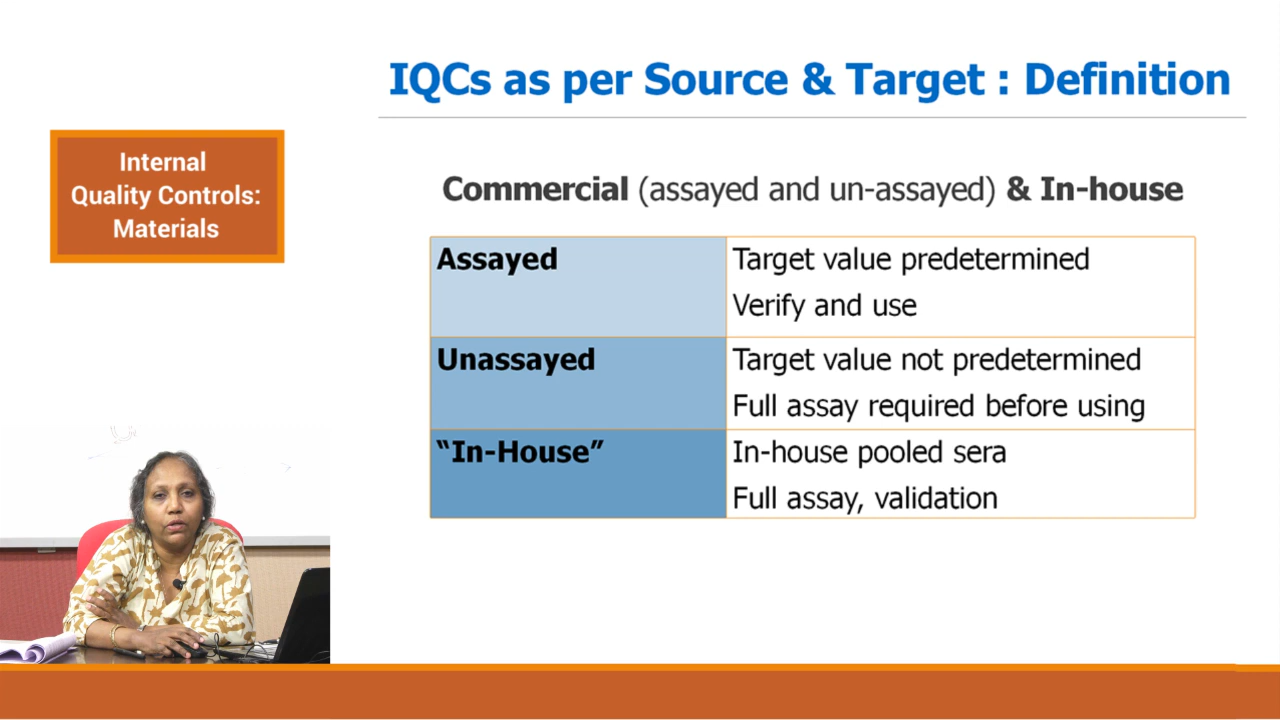 IQCs as per Source & Target : Definition
Internal
Quality Controls:
Materials
Commercial (assayed and un-assayed) & In-house
Assayed
Target value predetermined
Verify and use
Unassayed
Target value not predetermined
Full assay required before using
“In-House”
In-house pooled sera
Full assay, validation